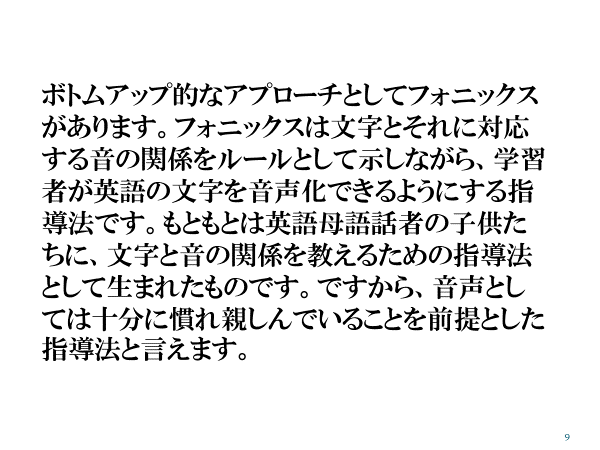 ボトムアップ的なアプローチとしてフォニックス
があります。フォニックスは文字とそれに対応
する音の関係をルールとして示しながら、学習
者が英語の文字を音声化できるようにする指
導法です。もともとは英語母語話者の子供た
ちに、文字と音の関係を教えるための指導法
として生まれたものです。ですから、音声とし
ては十分に慣れ親しんでいることを前提とした
指導法と言えます。
9